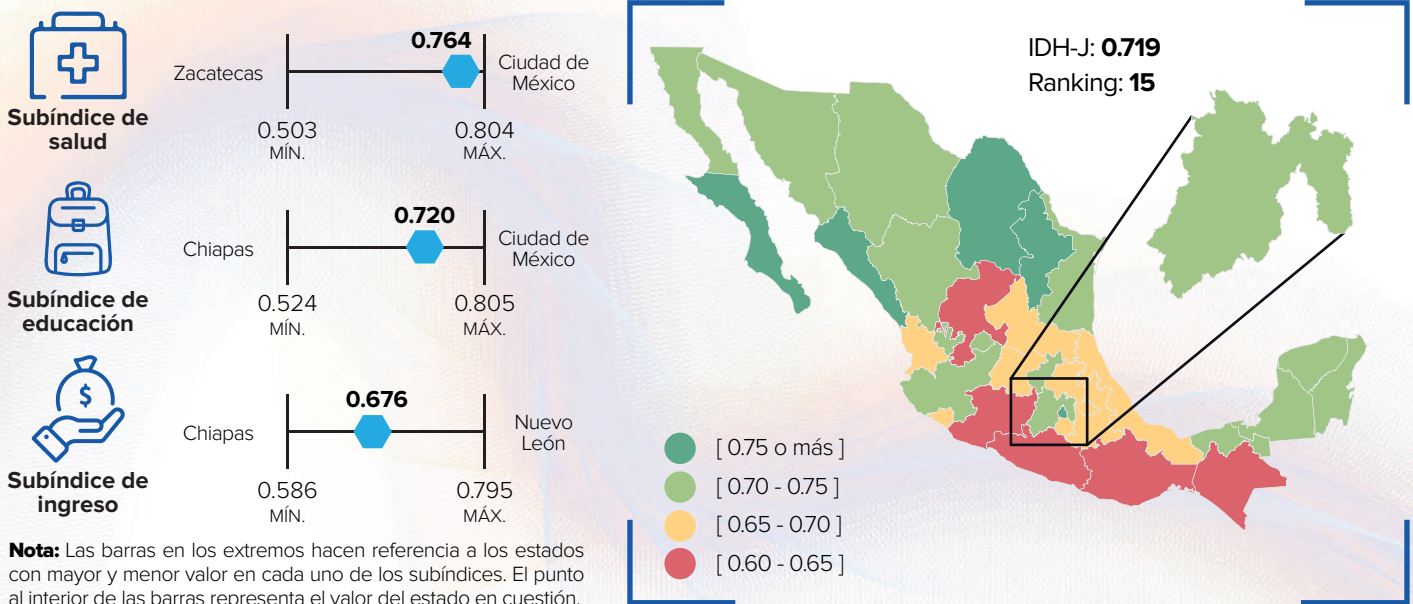 Subíndice de
salud
Zacatecas
0.764
Ciudad de
México
0.503
MÍN.
0.804
MÁX.
Subíndice de
educación
Chiapas
0.720
Ciudad de
México
0.524
MÍN.
0.805
MÁX.
$
Subíndice de
ingreso
Chiapas
0.676
Nuevo
León
0.586
MÍN.
0.795
MÁX.
Nota: Las barras en los extremos hacen referencia a los estados
con mayor y menor valor en cada uno de los subíndices. El punto
al interior de las barras representa el valor del estado en cuestión.
IDH-J: 0.719
Ranking: 15
[ 0.75 o más ]
[ 0.70 - 0.75 ]
[ 0.65 - 0.70 ]
[ 0.60 - 0.65 ]